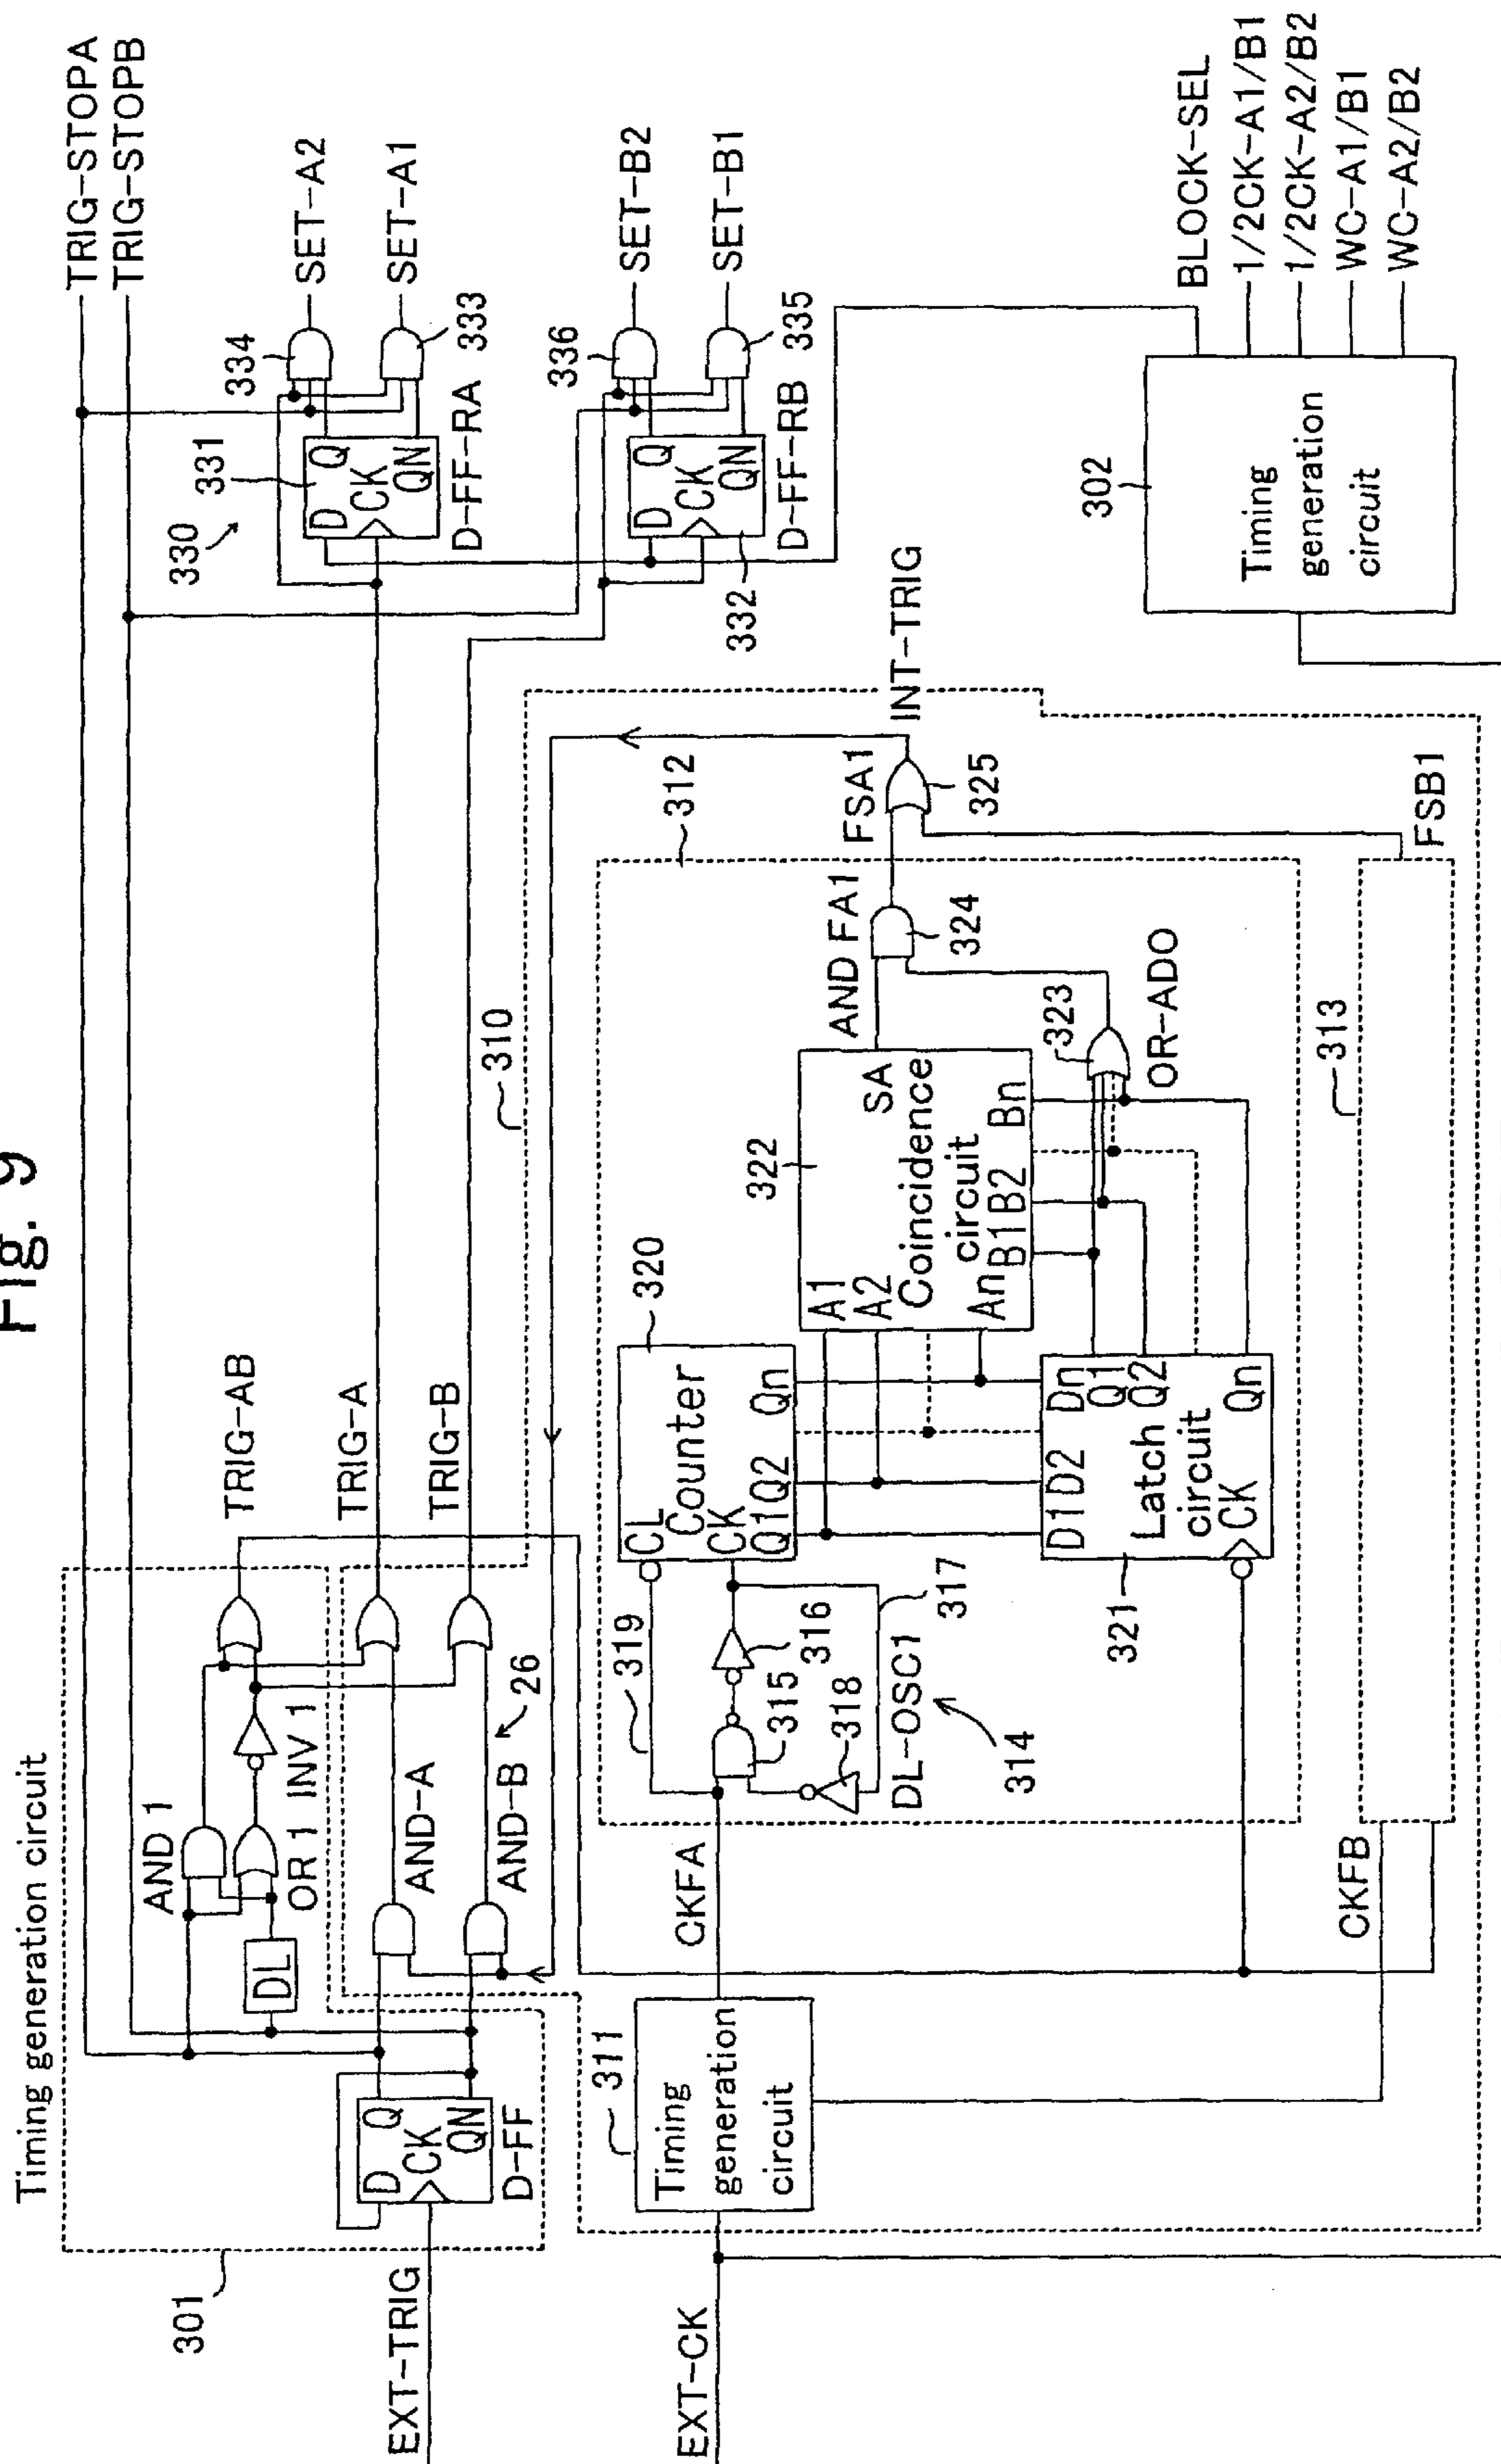 Fig. 9
Timing generation circuit
301
EXT-TRIG
D
CK
Q
QN
D-FF
DL
AND 1
OR 1
INV 1
AND-A
AND-B
26
TRIG-AB
TRIG-A
TRIG-B
TRIG-STOPA
TRIG-STOPB
330
331
D
CK
Q
QN
D-FF-RA
334
333
SET-A2
SET-A1
332
D
CK
Q
QN
D-FF-RB
336
335
SET-B2
SET-B1
310
EXT-CK
311
Timing
generation
circuit
CKFA
CKFB
312
319
315
316
317
318
DL-OSC1
314
320
CL
Counter
CK
Q1
Q2
Qn
321
D1
D2
Dn
Latch
circuit
CK
Q1
Q2
Qn
322
A1
A2
An
Coincidence
circuit
B1
B2
Bn
SA
323
OR-ADO
AND FA1
324
FSA1
325
INT-TRIG
313
FSB1
302
Timing
generation
circuit
BLOCK-SEL
1/2CK-A1/B1
1/2CK-A2/B2
WC-A1/B1
WC-A2/B2